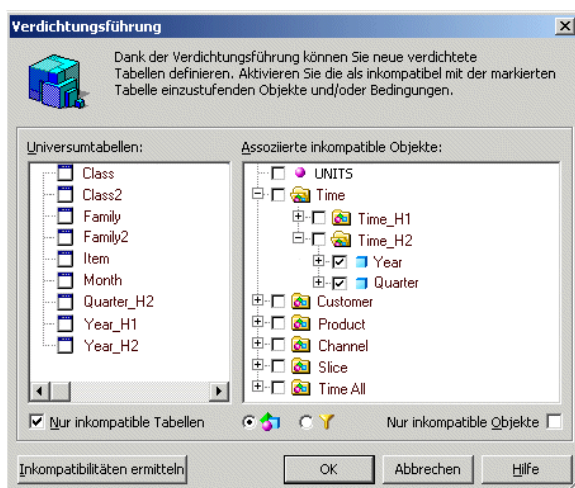 Verdichtungsführung
Dank der Verdichtungsführung können Sie neue verdichtete
Tabellen definieren. Aktivieren Sie die als inkompatibel mit der markierten
Tabelle einzustufenden Objekte und/oder Bedingungen.
Universumtabellen:
Class
Class2
Family
Family2
Item
Month
Quarter_H2
Year_H1
Year_H2
Nur inkompatible Tabellen
Assoziierte inkompatible Objekte:
UNITS
Time
Time_H1
Time_H2
Year
Quarter
Customer
Product
Channel
Slice
Time All
Nur inkompatible Objekte
Inkompatibilitäten ermitteln
OK
Abbrechen
Hilfe